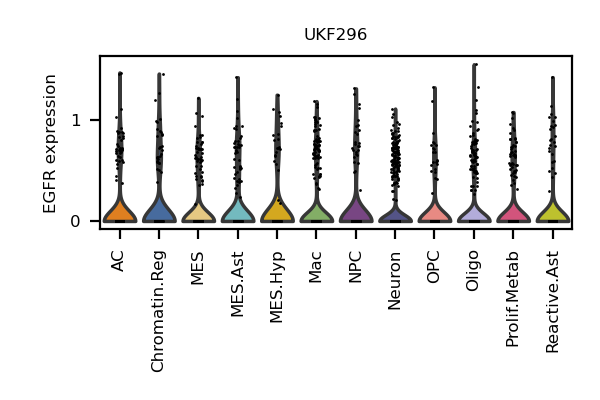 UKF296
EGFR expression
1
0
AC
Chromatin.Reg
MES
MES.Ast
MES.Hyp
Mac
NPC
Neuron
OPC
Oligo
Prolif.Metab
Reactive.Ast